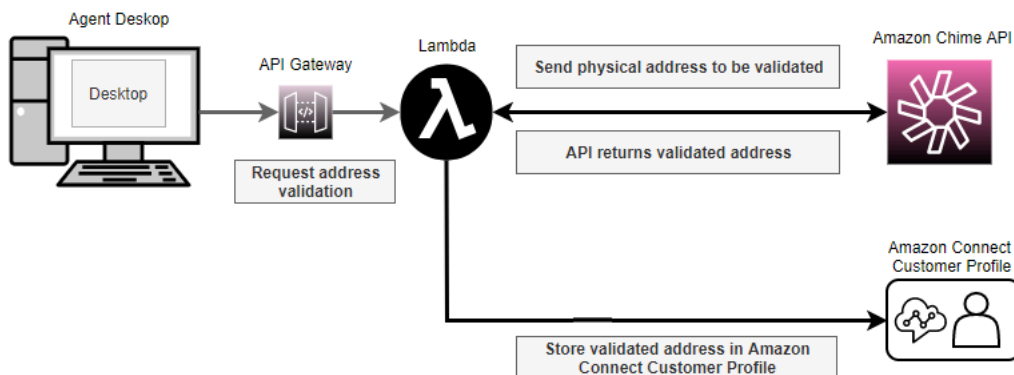 Agent Deskop
Desktop
API Gateway
Request address
validation
Lambda
Send physical address to be validated
API returns validated address
Amazon Chime API
Amazon Connect
Customer Profile
Store validated address in Amazon
Connect Customer Profile